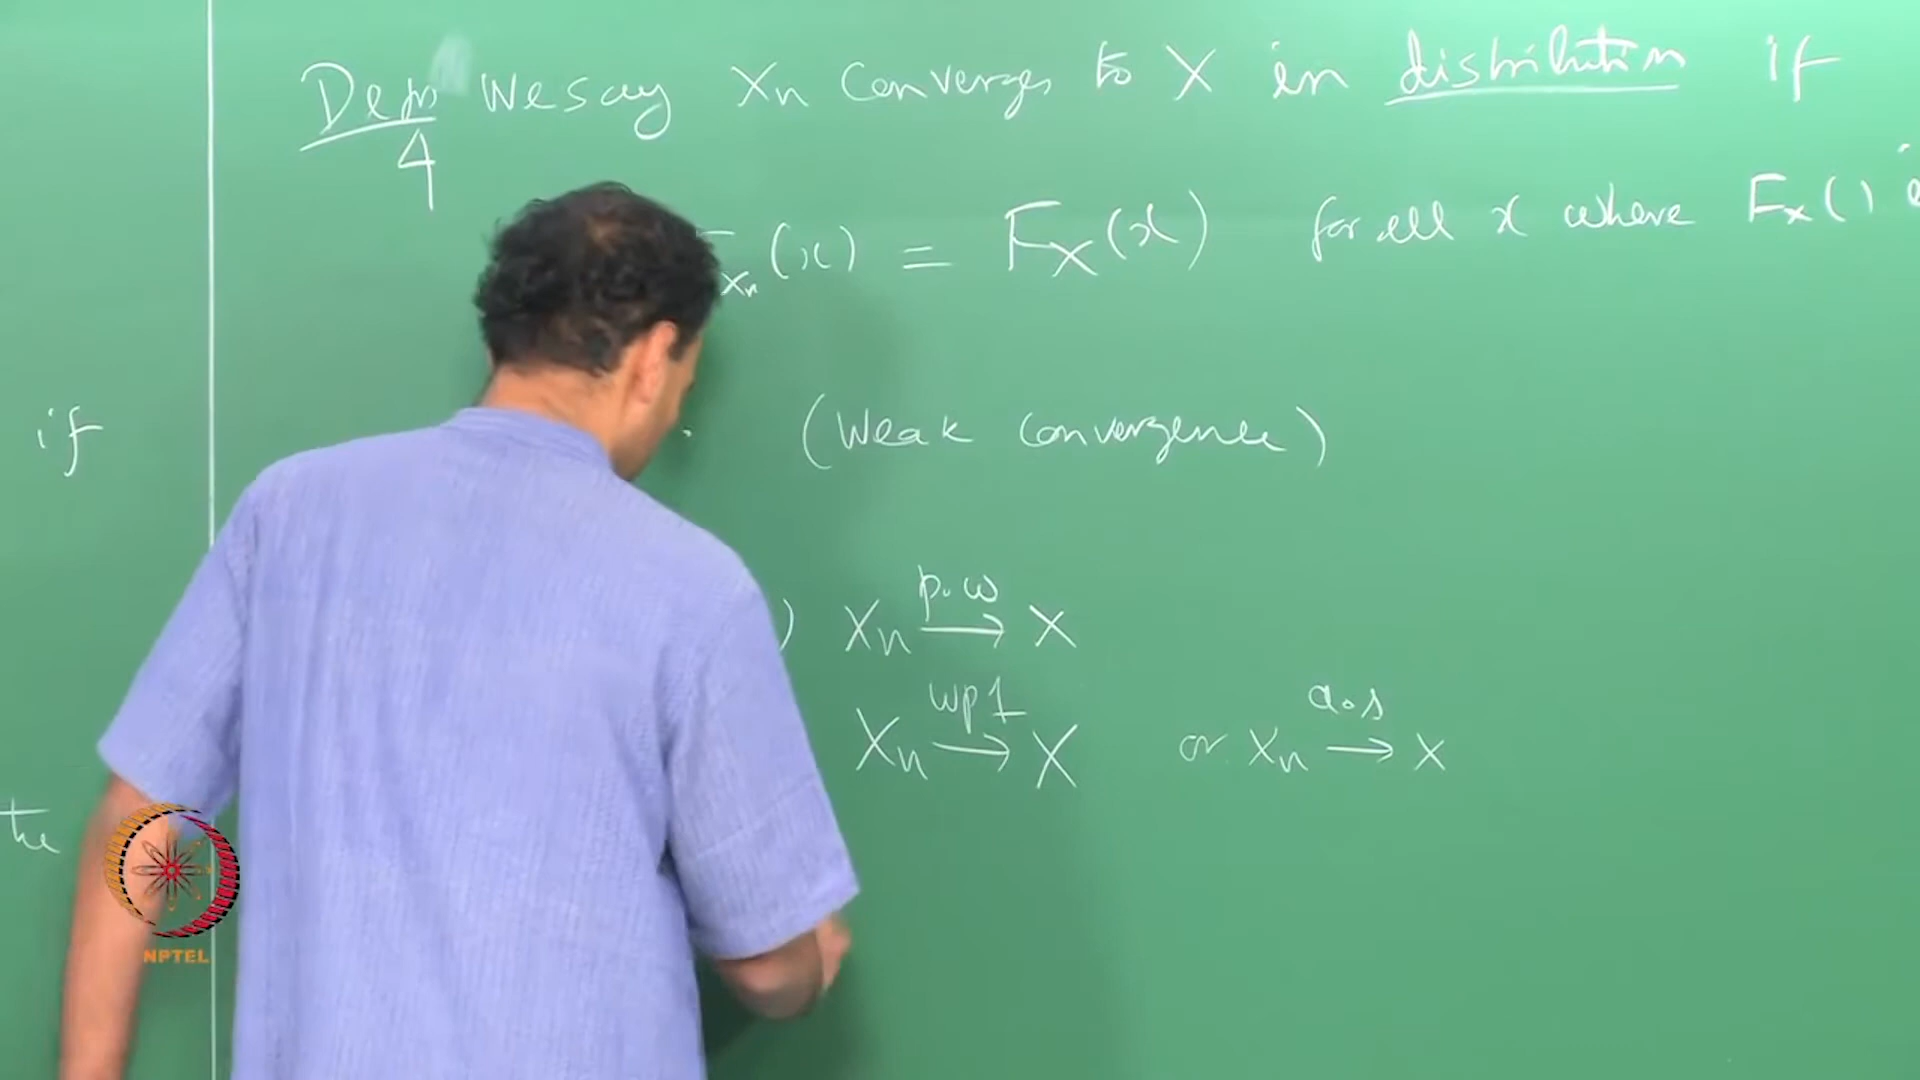 Defn We say Xn Converges to X in distribution if
4
Xn (x) = FX(x) for all x where FX( )
if
(Weak Convergence)
p.w
) Xn → X
wp1
Xn → X
a.s
or Xn → X
the
NPTEL